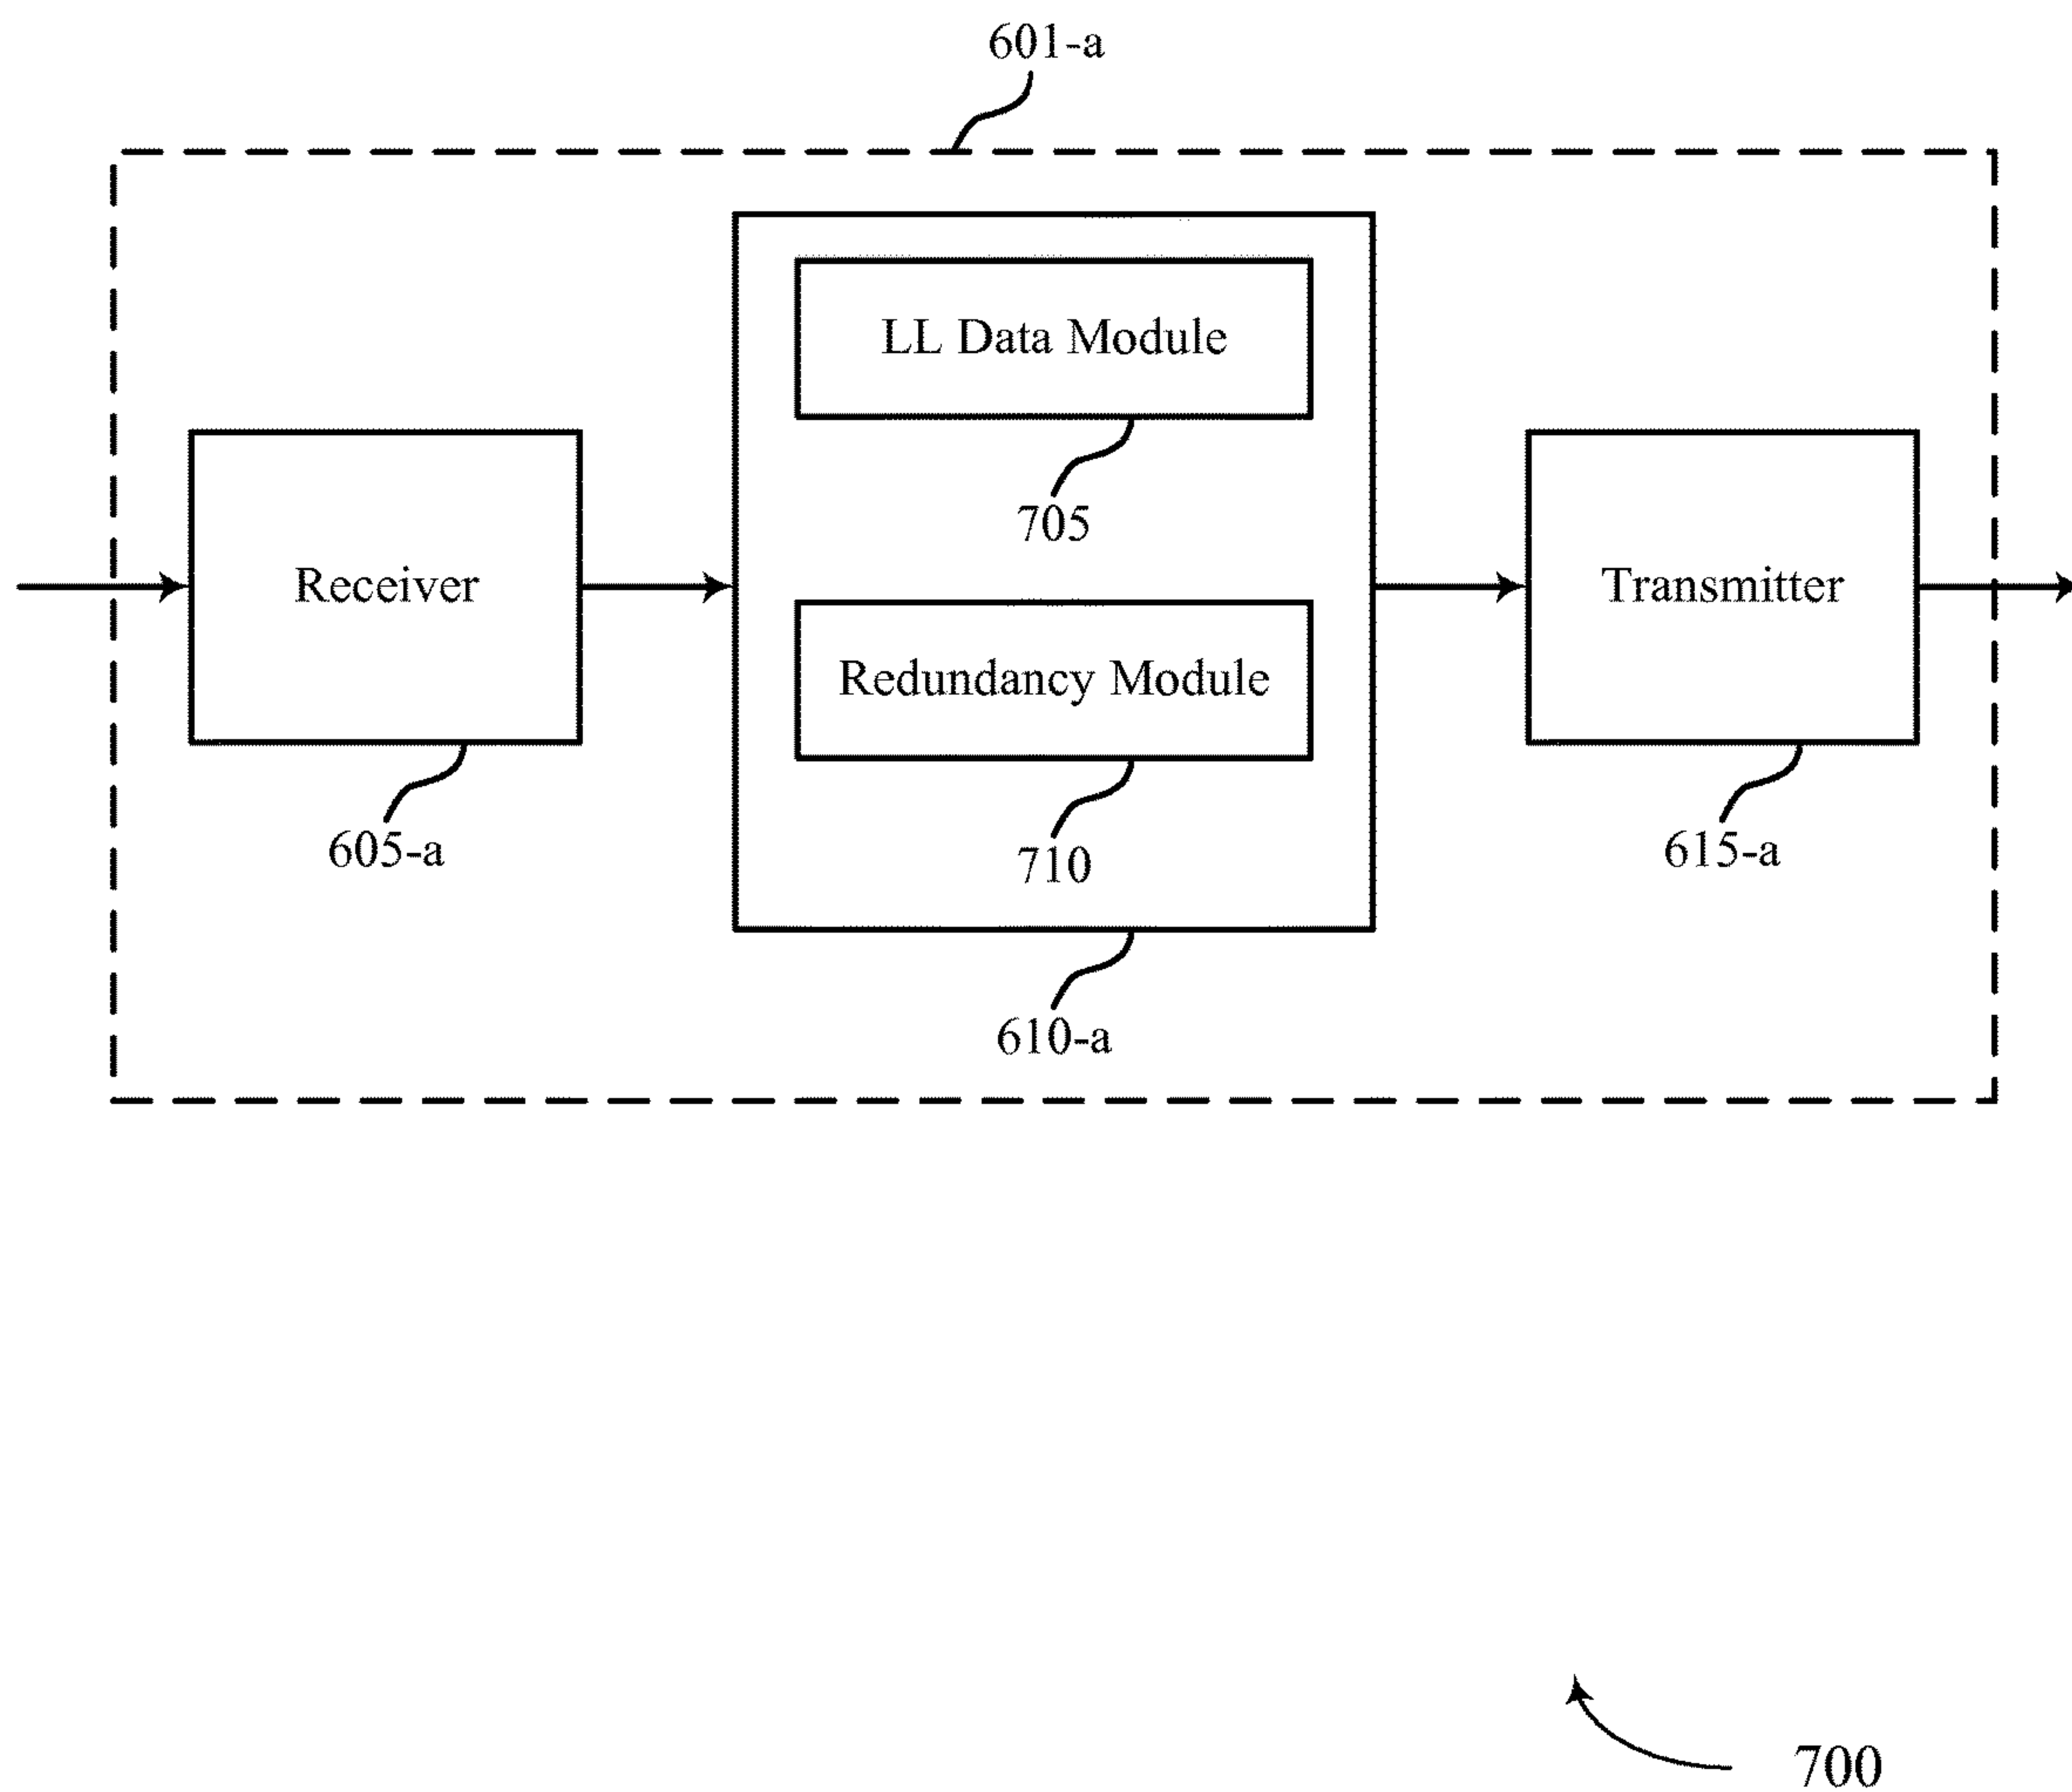 601-a
LL Data Module
705
Receiver
Transmitter
Redundancy Module
605-a
710
615-a
610-a
700